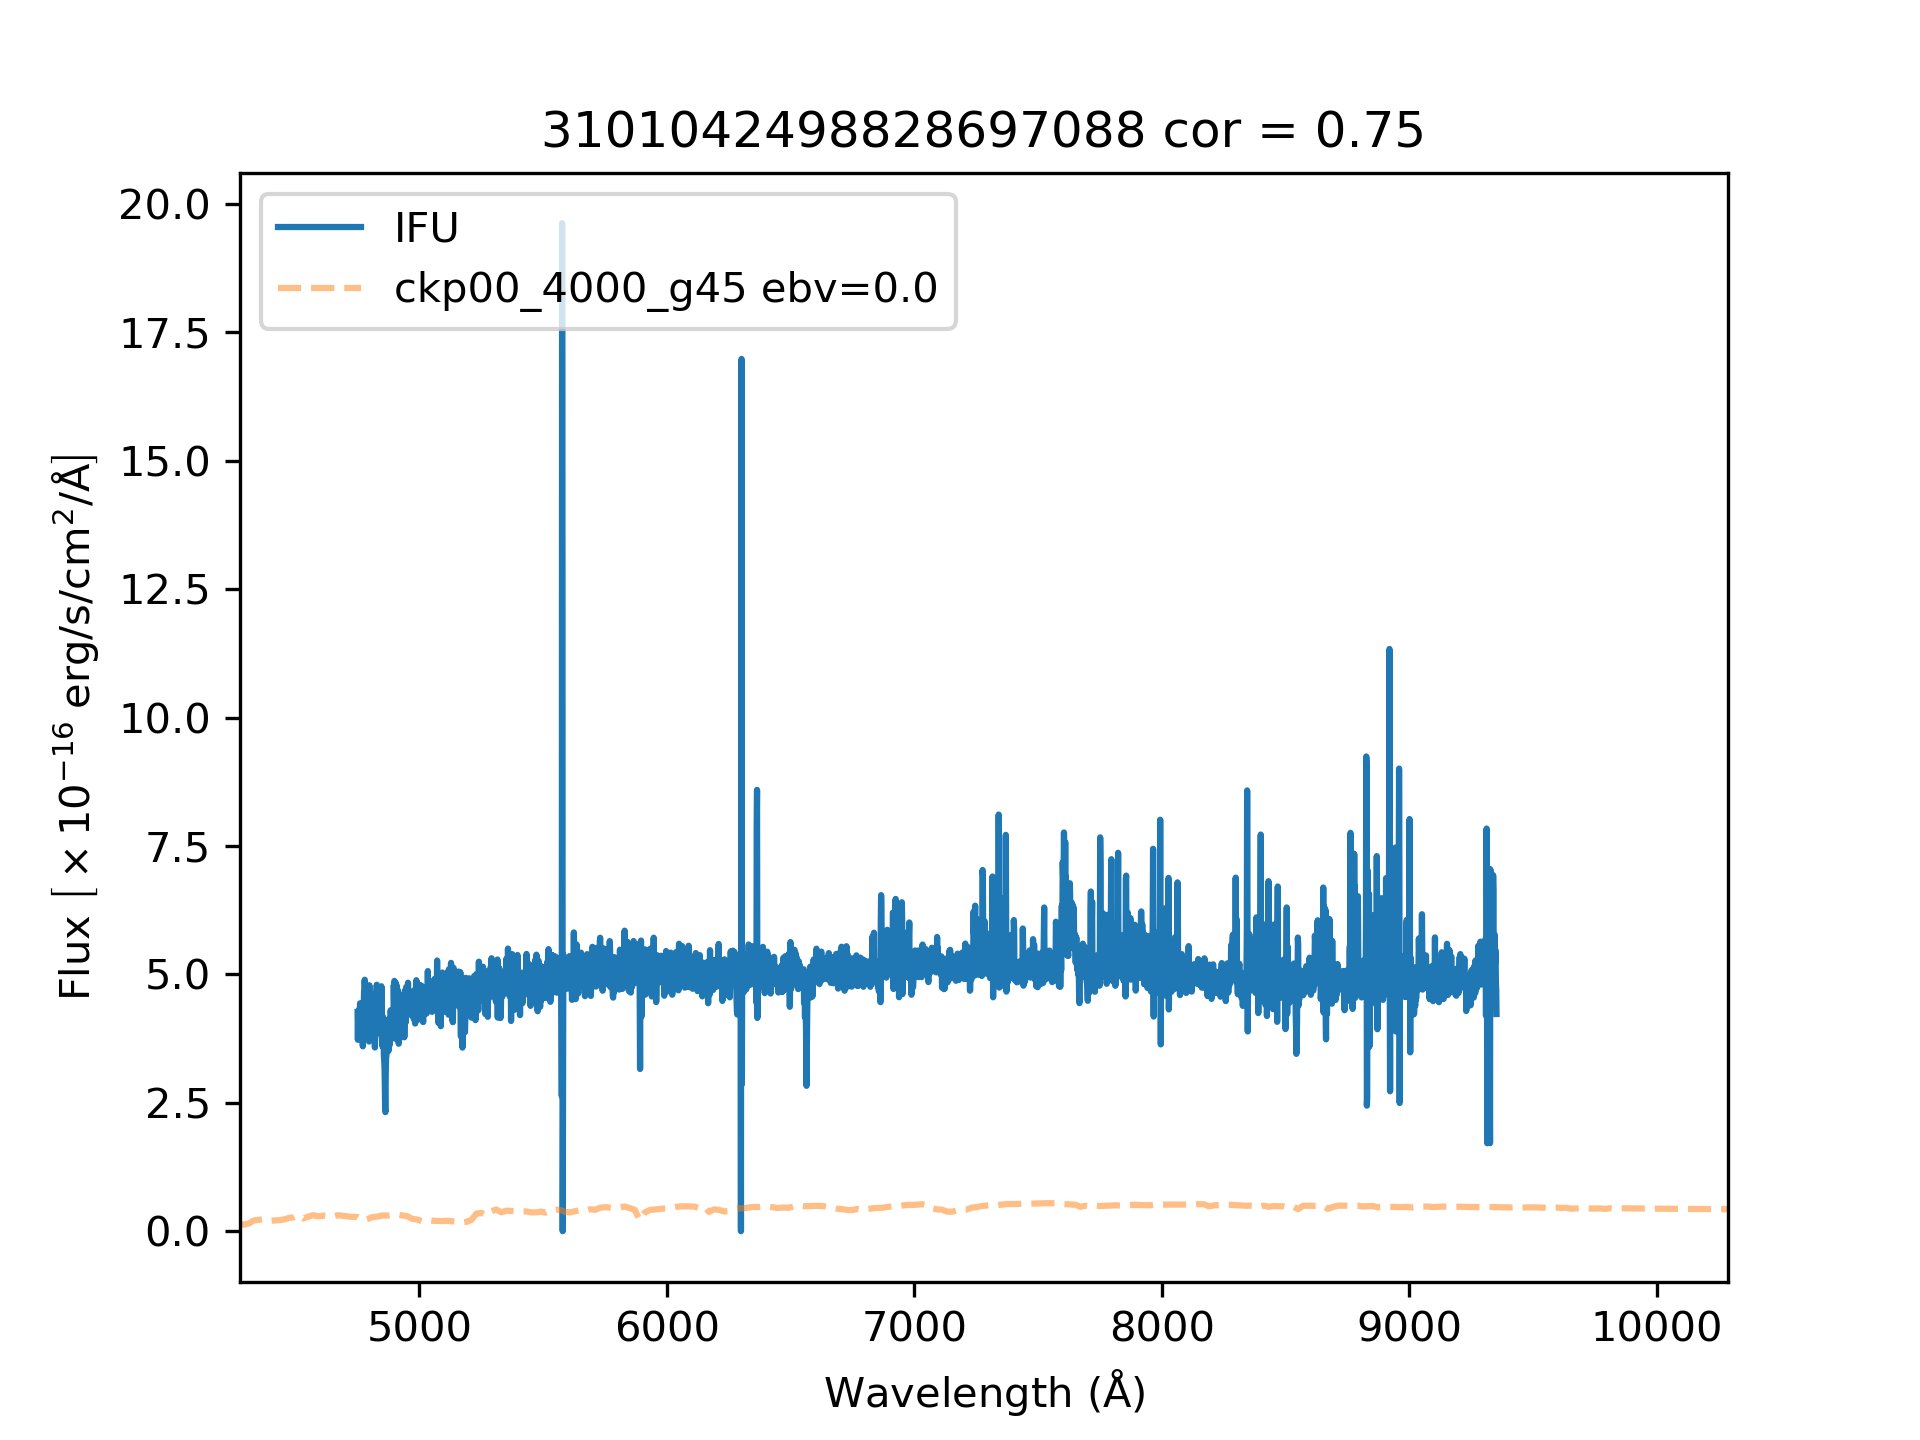 3101042498828697088 cor = 0.75
IFU
ckp00_4000_g45 ebv=0.0
20.0
17.5
15.0
12.5
10.0
7.5
5.0
2.5
0.0
Flux [×10⁻¹⁶ erg/s/cm²/Å]
5000 6000 7000 8000 9000 10000
Wavelength (Å)